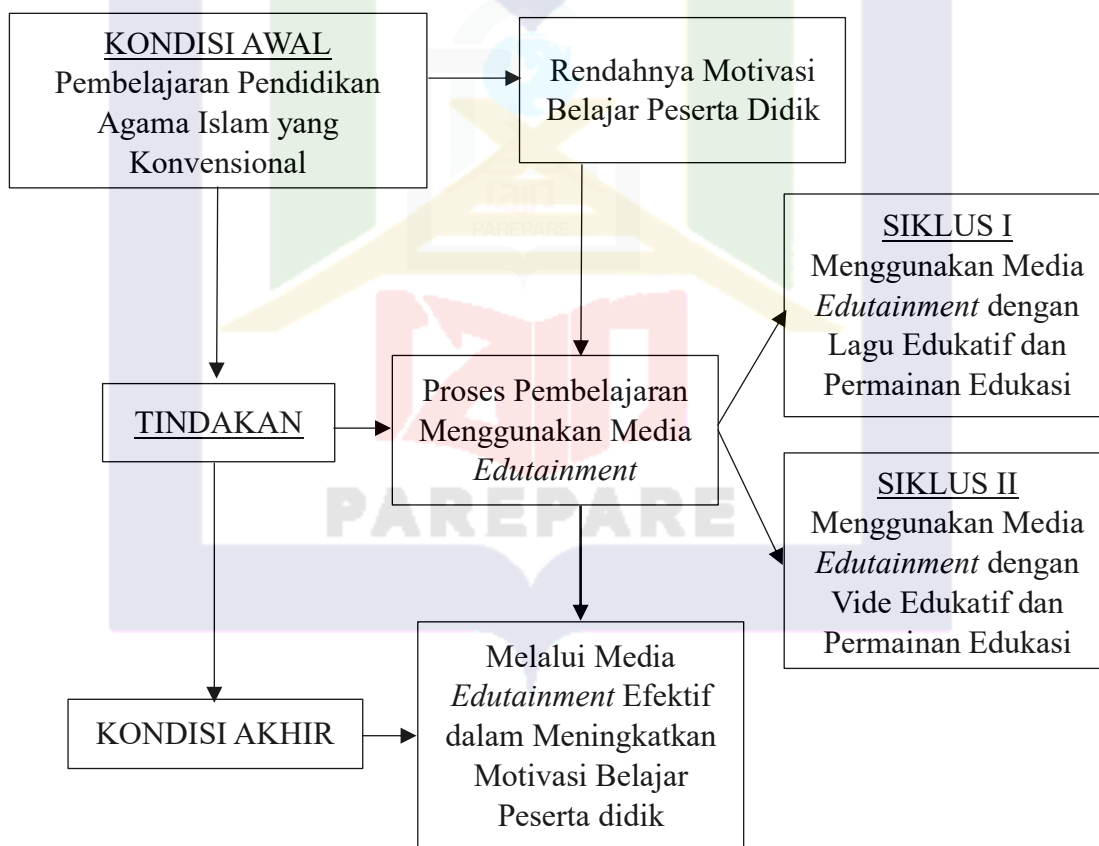 KONDISI AWAL
Pembelajaran Pendidikan
Agama Islam yang
Konvensional
Rendahnya Motivasi
Belajar Peserta Didik
PAREPARE
SIKLUS I
Menggunakan Media
Edutainment dengan
Lagu Edukatif dan
Permainan Edukasi
TINDAKAN
Proses Pembelajaran
Menggunakan Media
Edutainment
SIKLUS II
Menggunakan Media
Edutainment dengan
Vide Edukatif dan
Permainan Edukasi
PAREPARE
KONDISI AKHIR
Melalui Media
Edutainment Efektif
dalam Meningkatkan
Motivasi Belajar
Peserta didik